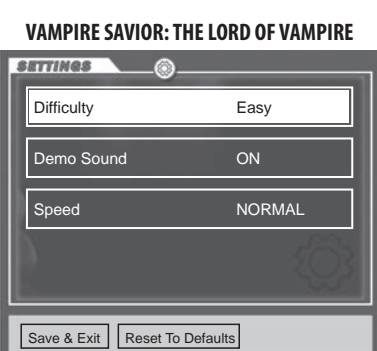 VAMPIRE SAVIOR: THE LORD OF VAMPIRE
SETTINGS
Difficulty Easy
Demo Sound ON
Speed NORMAL
Save & Exit Reset To Defaults